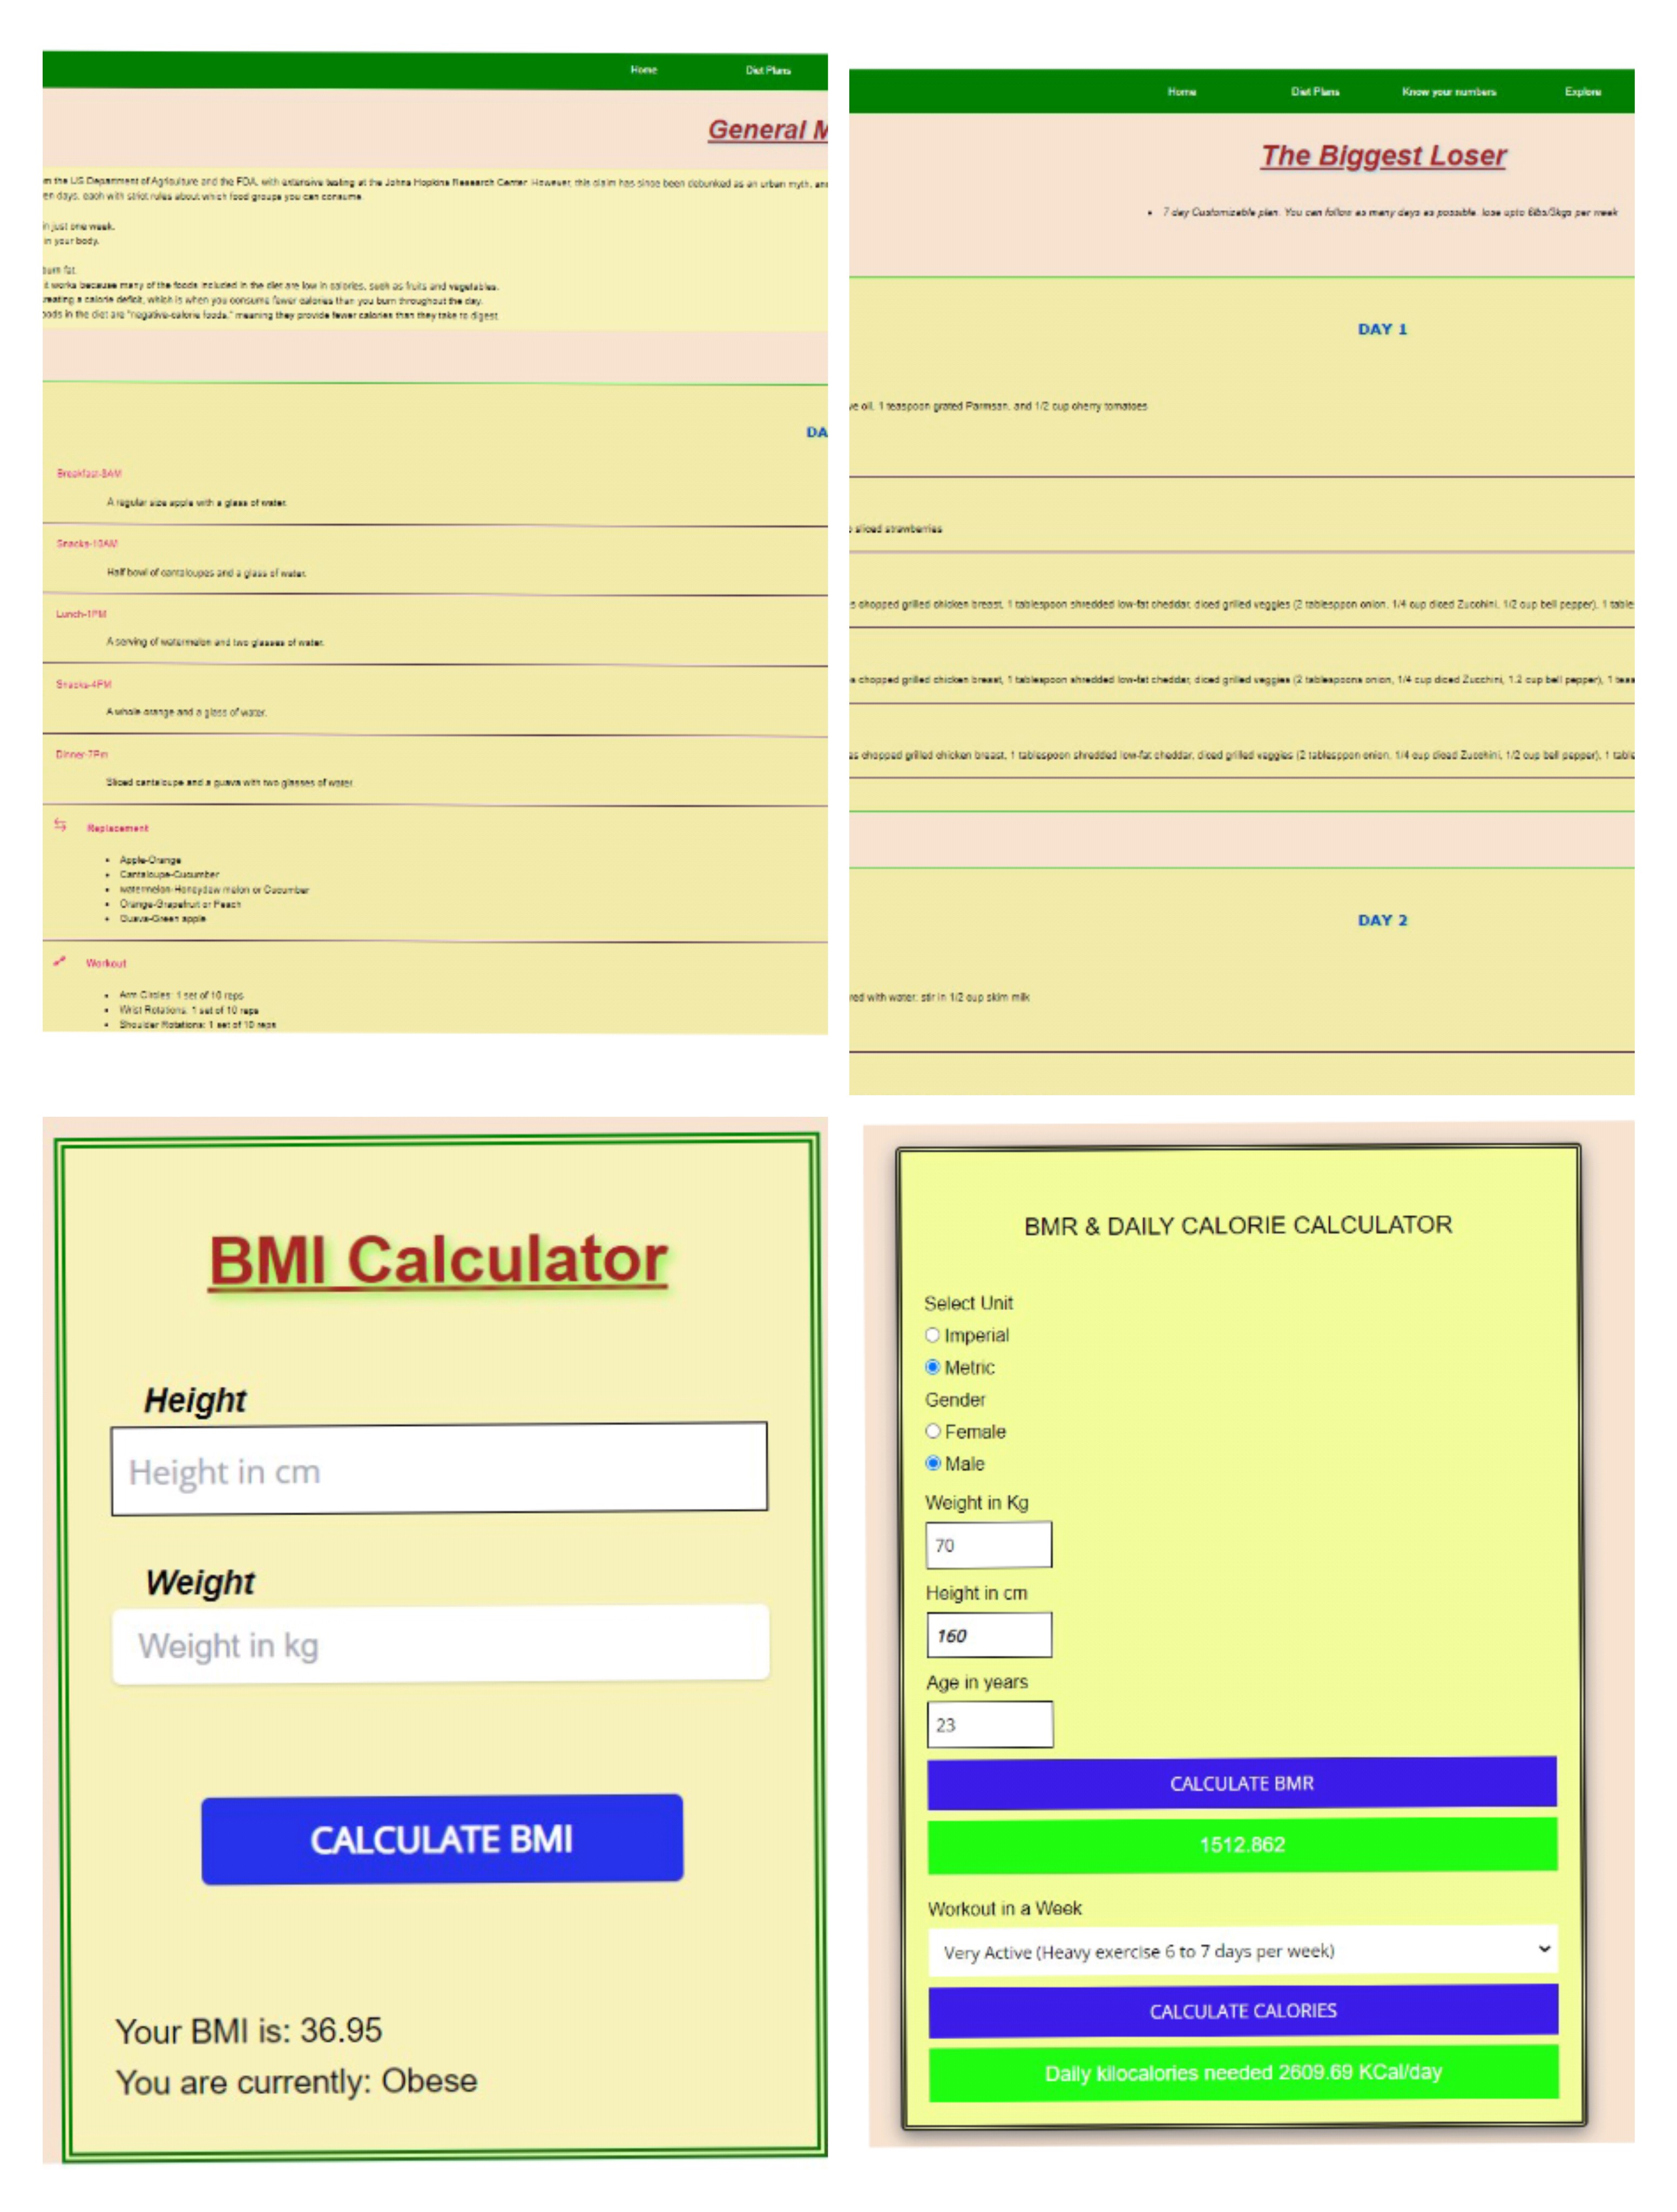 Home Diet Plans
General M
m the US Department of Agriculture and the FDA, with extensive testing at the Johns Hopkins Research Center. However, this claim has since been debunked as an urban myth, and
en days, each with strict rules about which food groups you can consume.
in just one week.
in your body.
burn fat.
it works because many of the foods included in the diet are low in calories, such as fruits and vegetables.
reating a calorie deficit, which is when you consume fewer calories than you burn throughout the day.
oods in the diet are "negative-calorie foods," meaning they provide fewer calories than they take to digest.
DA
Breakfast-8AM
A regular size apple with a glass of water.
Snacks-10AM
Half bowl of cantaloupes and a glass of water.
Lunch-1PM
A serving of watermelon and two glasses of water.
Snacks-4PM
A whole orange and a glass of water.
Dinner-7Pm
Sliced cantaloupe and a guava with two glasses of water.
Replacement
• Apple-Orange
• Cantaloupe-Cucumber
• watermelon-Honeydew melon or Cucumber
• Orange-Grapefruit or Peach
• Guava-Green apple
Workout
• Arm Circles: 1 set of 10 reps
• Wrist Rotations: 1 set of 10 reps
• Shoulder Rotations: 1 set of 10 reps
Home Diet Plans Know your numbers Explore
The Biggest Loser
• 7 day Customizable plan. You can follow as many days as possible. lose upto 6lbs/3kgs per week
DAY 1
ve oil, 1 teaspoon grated Parmsan, and 1/2 cup cherry tomatoes
sliced strawberries
s chopped grilled chicken breast, 1 tablespoon shredded low-fat cheddar, diced grilled veggies (2 tablesppon onion, 1/4 cup diced Zucchini, 1/2 cup bell pepper), 1 table
s chopped grilled chicken breast, 1 tablespoon shredded low-fat cheddar, diced grilled veggies (2 tablespoons onion, 1/4 cup diced Zucchini, 1.2 cup bell pepper), 1 teas
es chopped grilled chicken breast, 1 tablespoon shredded low-fat cheddar, diced grilled veggies (2 tablesppon onion, 1/4 cup diced Zucchini, 1/2 cup bell pepper), 1 table
DAY 2
red with water; stir in 1/2 cup skim milk
BMI Calculator
Height
Height in cm
Weight
Weight in kg
CALCULATE BMI
Your BMI is: 36.95
You are currently: Obese
BMR & DAILY CALORIE CALCULATOR
Select Unit
Imperial
Metric
Gender
Female
Male
Weight in Kg
70
Height in cm
160
Age in years
23
CALCULATE BMR
1512.862
Workout in a Week
Very Active (Heavy exercise 6 to 7 days per week)
CALCULATE CALORIES
Daily kilocalories needed 2609.69 KCal/day